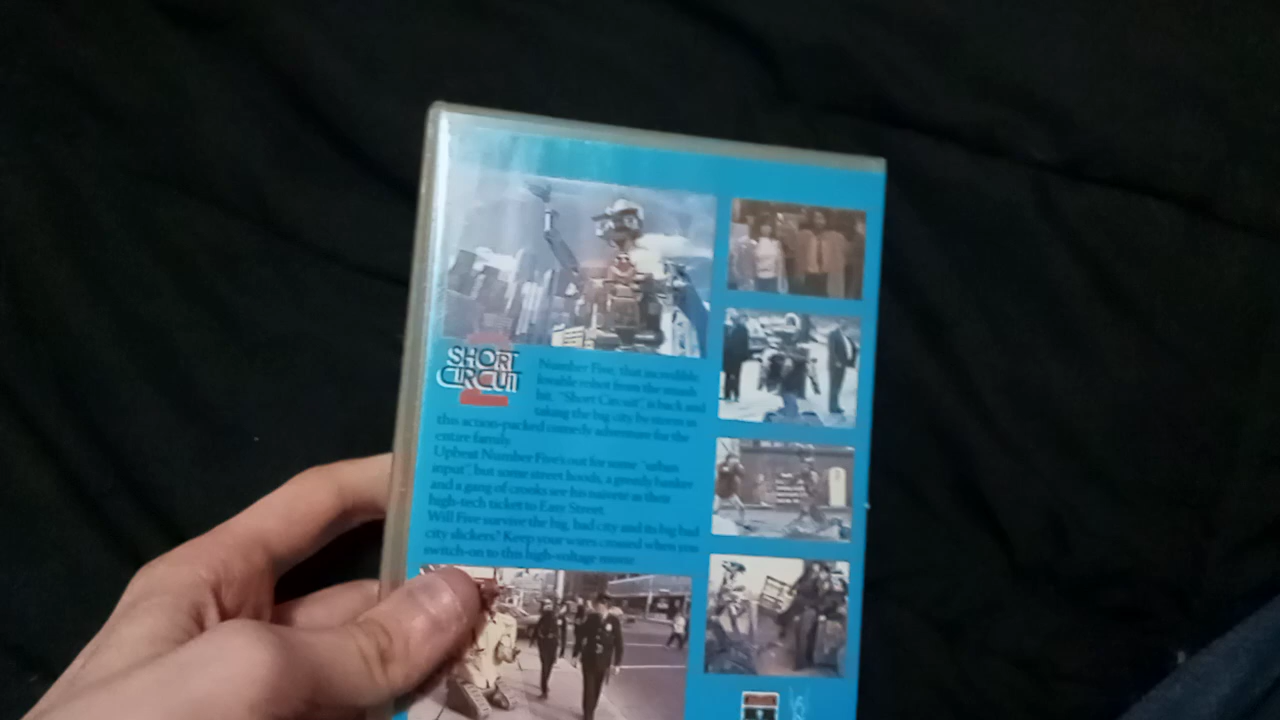 SHORT
CIRCUIT
2
Number Five, that incredible,
lovable robot from the smash
hit, "Short Circuit" is back and
taking the big city by storm in
this action-packed comedy adventure for the
entire family.
Upbeat Number Five's out for some "urban
input", but some street hoods, a greedy banker
and a gang of crooks see his naivete as their
high-tech ticket to Easy Street.
Will Five survive the big, bad city and its big bad
city slickers? Keep your wires crossed when you
switch-on to this high-voltage movie.